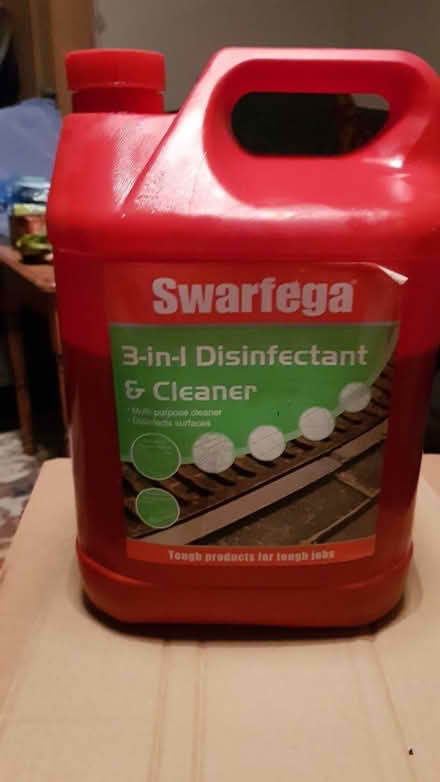 Swarfega
3-in-1 Disinfectant
& Cleaner
· Multi-purpose cleaner
· Disinfects surfaces
Tough products for tough jobs